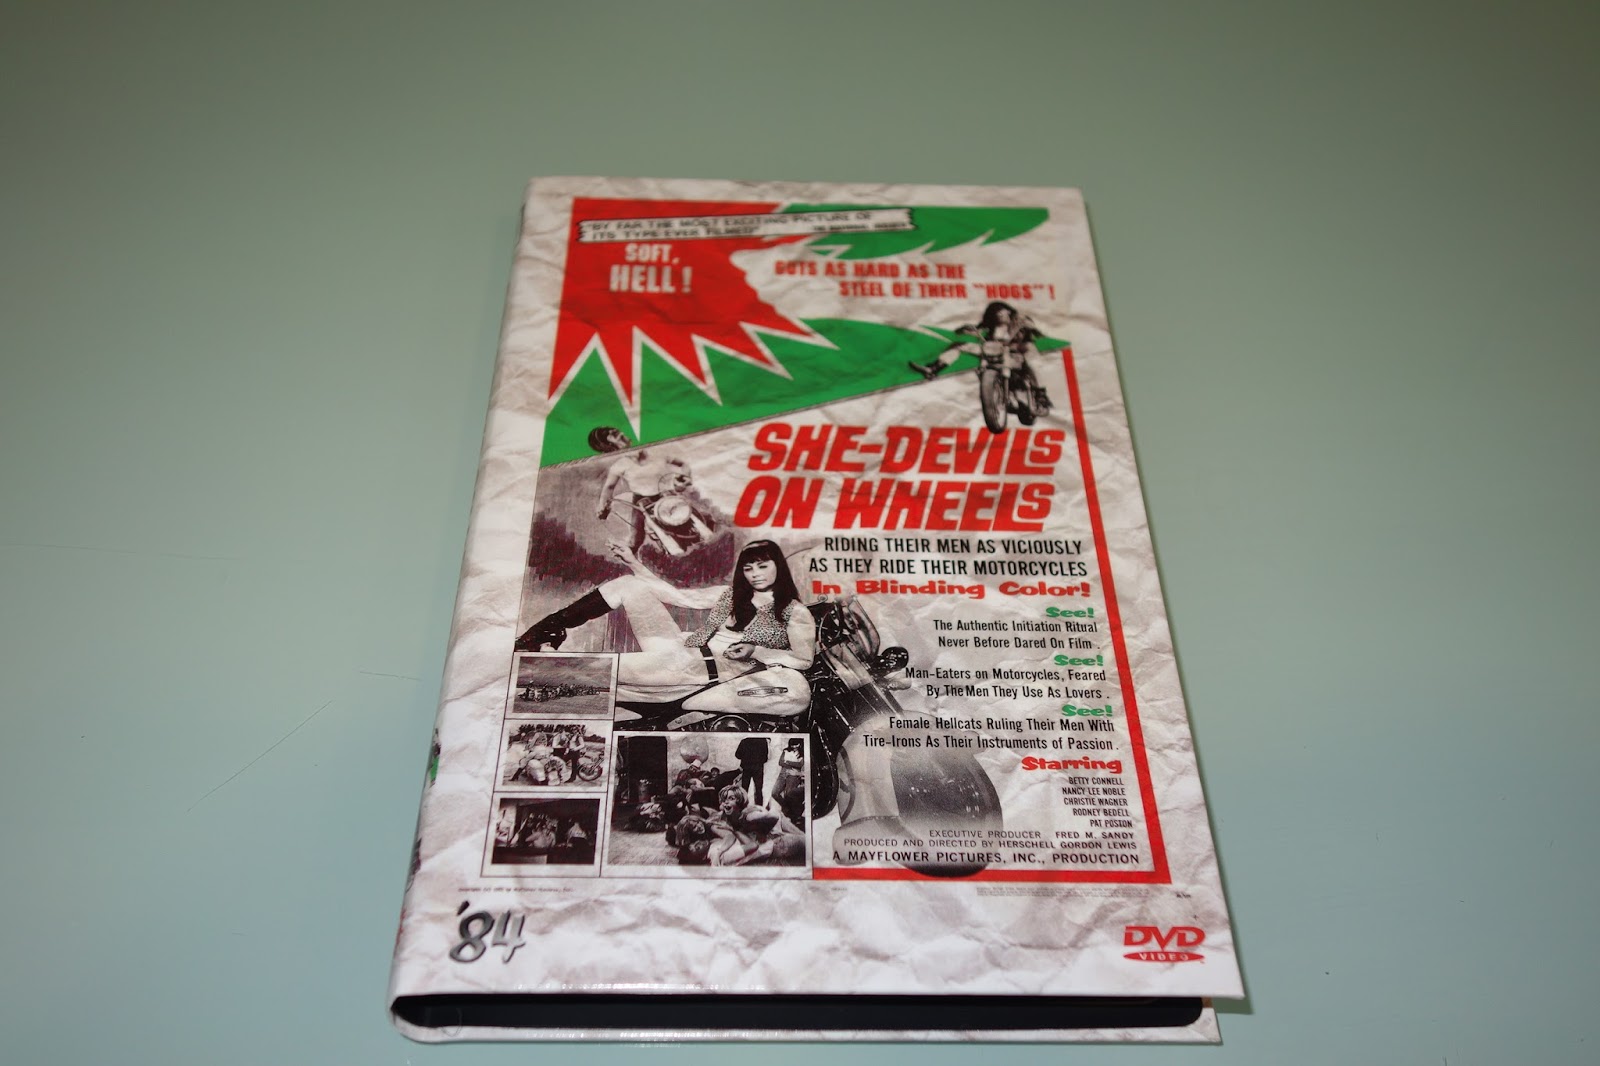 "BY FAR THE MOST EXCITING PICTURE OF
ITS TYPE EVER FILMED"
SOFT,
HELL!
GUTS AS HARD AS THE
STEEL OF THEIR "HOGS"!
SHE-DEVILS
ON WHEELS
RIDING THEIR MEN AS VICIOUSLY
AS THEY RIDE THEIR MOTORCYCLES
In Blinding Color!
See!
The Authentic Initiation Ritual
Never Before Dared On Film.
See!
Man-Eaters on Motorcycles, Feared
By The Men They Use As Lovers.
See!
Female Hellcats Ruling Their Men With
Tire-Irons As Their Instruments of Passion.
Starring
BETTY CONNELL
NANCY LEE NOBLE
CHRISTIE WAGNER
RODNEY BEDELL
PAT POSTON
EXECUTIVE PRODUCER FRED M. SANDY
PRODUCED AND DIRECTED BY HERSCHELL GORDON LEWIS
A MAYFLOWER PICTURES, INC., PRODUCTION
'84
DVD
VIDEO